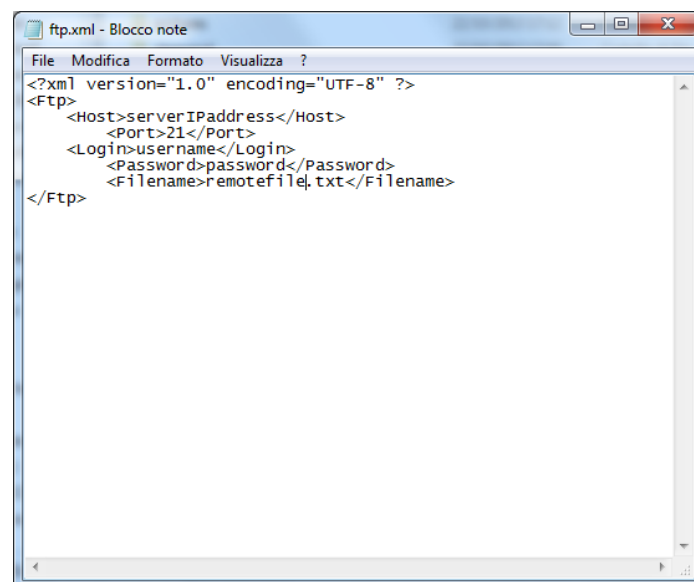 ftp.xml - Blocco note
File Modifica Formato Visualizza ?
<?xml version="1.0" encoding="UTF-8" ?>
<Ftp>
    <Host>serverIPaddress</Host>
        <Port>21</Port>
    <Login>username</Login>
        <Password>password</Password>
        <Filename>remotefile.txt</Filename>
</Ftp>